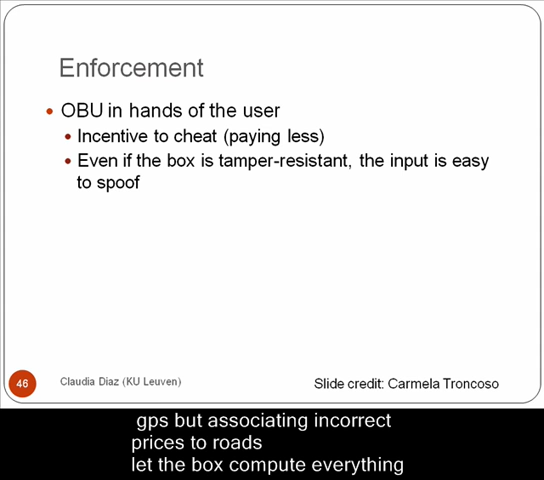 Enforcement
• OBU in hands of the user
• Incentive to cheat (paying less)
• Even if the box is tamper-resistant, the input is easy
to spoof
46
Claudia Diaz (KU Leuven)
Slide credit: Carmela Troncoso
gps but associating incorrect
prices to roads
let the box compute everything